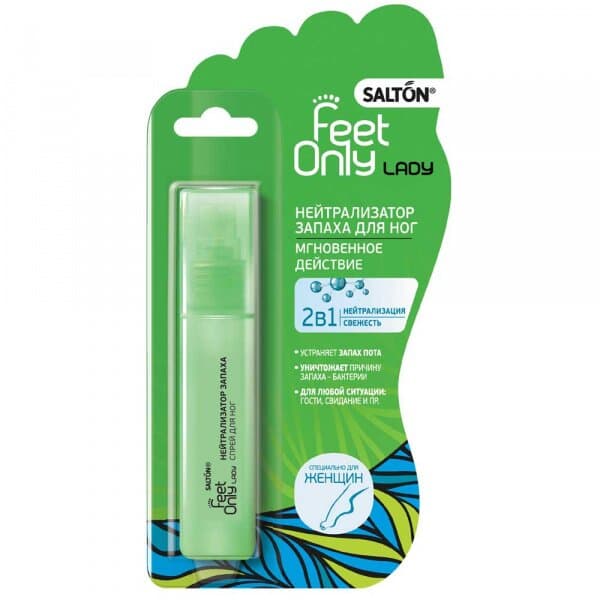 SALTON®
Feet
Only LADY
НЕЙТРАЛИЗАТОР
ЗАПАХА ДЛЯ НОГ
МГНОВЕННОЕ
ДЕЙСТВИЕ
2в1
НЕЙТРАЛИЗАЦИЯ
СВЕЖЕСТЬ
• УСТРАНЯЕТ ЗАПАХ ПОТА
• УНИЧТОЖАЕТ ПРИЧИНУ
ЗАПАХА - БАКТЕРИИ
• ДЛЯ ЛЮБОЙ СИТУАЦИИ:
ГОСТИ, СВИДАНИЕ И ПР.
СПЕЦИАЛЬНО ДЛЯ
ЖЕНЩИН
SALTON®
Feet
Only LADY
НЕЙТРАЛИЗАТОР ЗАПАХА
СПРЕЙ ДЛЯ НОГ